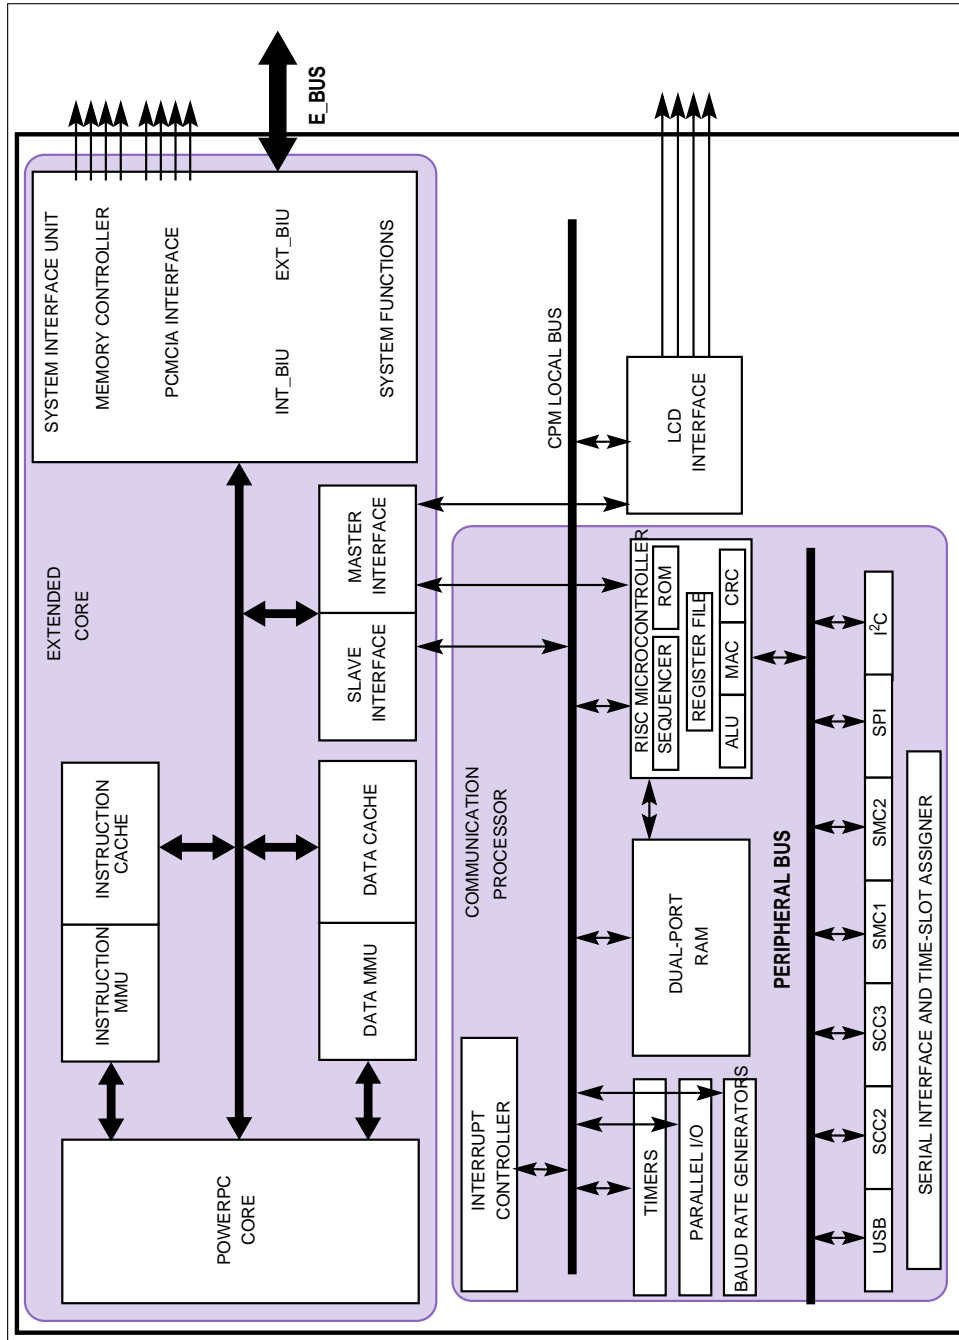 EXTENDED
CORE
POWERPC
CORE
INSTRUCTION
MMU
INSTRUCTION
CACHE
DATA MMU
DATA CACHE
SLAVE
INTERFACE
MASTER
INTERFACE
SYSTEM INTERFACE UNIT
MEMORY CONTROLLER
PCMCIA INTERFACE
INT_BIU
EXT_BIU
SYSTEM FUNCTIONS
E_BUS
COMMUNICATION
PROCESSOR
INTERRUPT
CONTROLLER
CPM LOCAL BUS
TIMERS
PARALLEL I/O
BAUD RATE GENERATORS
DUAL-PORT
RAM
RISC MICROCONTROLLER
SEQUENCER
ROM
REGISTER FILE
ALU
MAC
CRC
LCD
INTERFACE
PERIPHERAL BUS
USB
SCC2
SCC3
SMC1
SMC2
SPI
I²C
SERIAL INTERFACE AND TIME-SLOT ASSIGNER